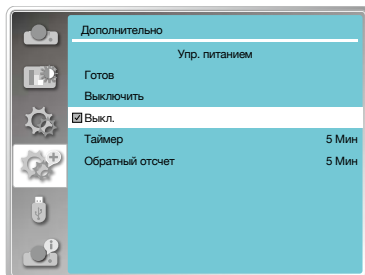 Дополнительно
Упр. питанием
Готов
Выключить
Выкл.
Таймер 5 Мин
Обратный отсчет 5 Мин